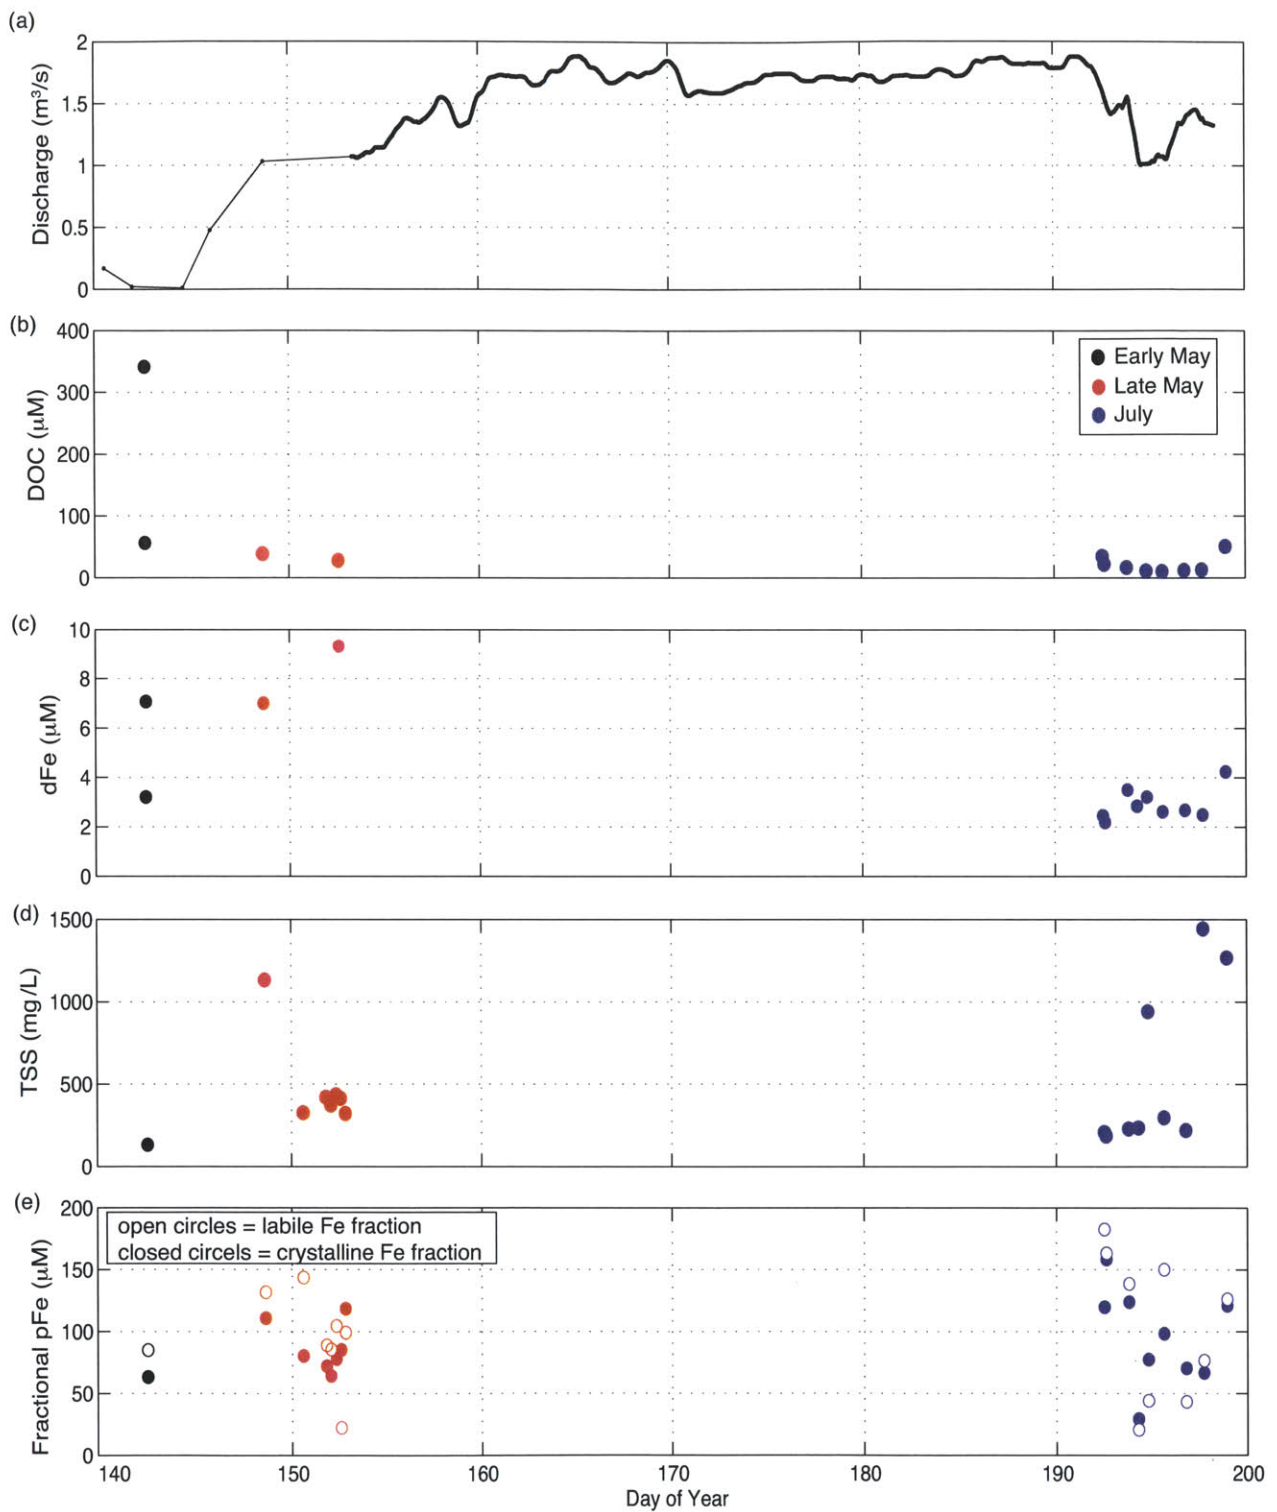 (a)
2
1.5
1
0.5
0
Discharge (m³/s)
(b)
400
300
200
100
0
DOC (μM)
Early May
Late May
July
(c)
10
8
6
4
2
0
dFe (μM)
(d)
1500
1000
500
0
TSS (mg/L)
(e)
200
150
100
50
0
Fractional pFe (μM)
open circles = labile Fe fraction
closed circels = crystalline Fe fraction
140 150 160 170 180 190 200
Day of Year